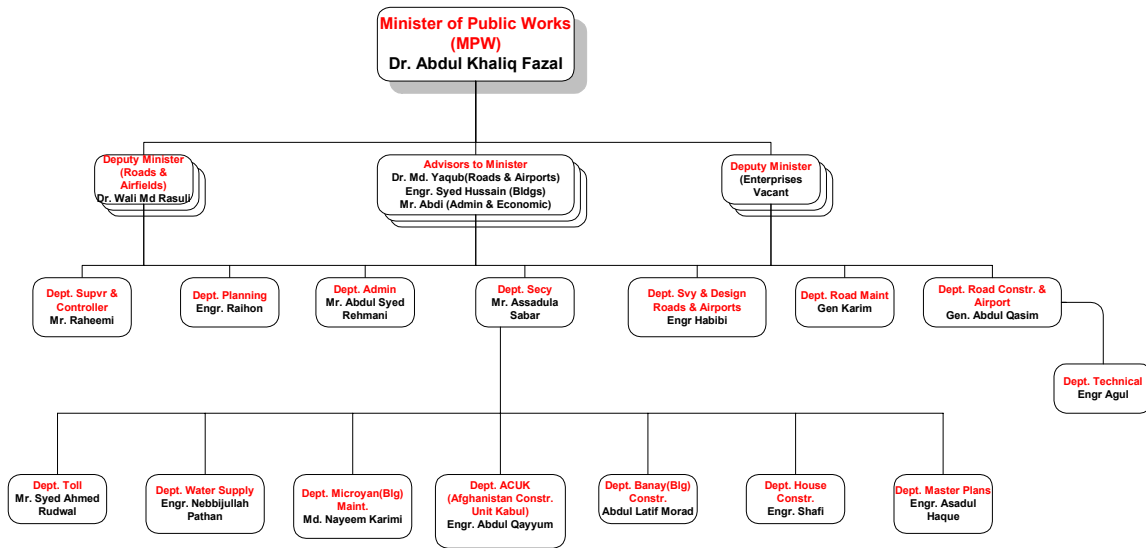 Minister of Public Works
(MPW)
Dr. Abdul Khaliq Fazal
Deputy Minister
(Roads &
Airfields)
Dr. Wali Md Rasuli
Advisors to Minister
Dr. Md. Yaqub(Roads & Airports)
Engr. Syed Hussain (Bldgs)
Mr. Abdi (Admin & Economic)
Deputy Minister
(Enterprises
Vacant
Dept. Supvr &
Controller
Mr. Raheemi
Dept. Planning
Engr. Raihon
Dept. Admin
Mr. Abdul Syed
Rehmani
Dept. Secy
Mr. Assadula
Sabar
Dept. Svy & Design
Roads & Airports
Engr Habibi
Dept. Road Maint
Gen Karim
Dept. Road Constr. &
Airport
Gen. Abdul Qasim
Dept. Technical
Engr Agul
Dept. Toll
Mr. Syed Ahmed
Rudwal
Dept. Water Supply
Engr. Nebbijullah
Pathan
Dept. Microyan(Blg)
Maint.
Md. Nayeem Karimi
Dept. ACUK
(Afghanistan Constr.
Unit Kabul)
Engr. Abdul Qayyum
Dept. Banay(Blg)
Constr.
Abdul Latif Morad
Dept. House
Constr.
Engr. Shafi
Dept. Master Plans
Engr. Asadul
Haque